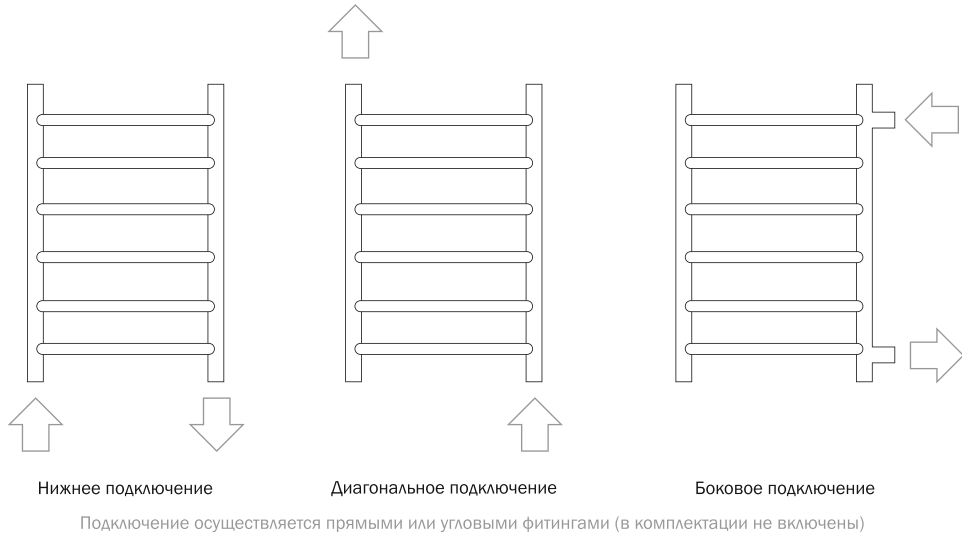 Нижнее подключение
Диагональное подключение
Боковое подключение
Подключение осуществляется прямыми или угловыми фитингами (в комплектации не включены)